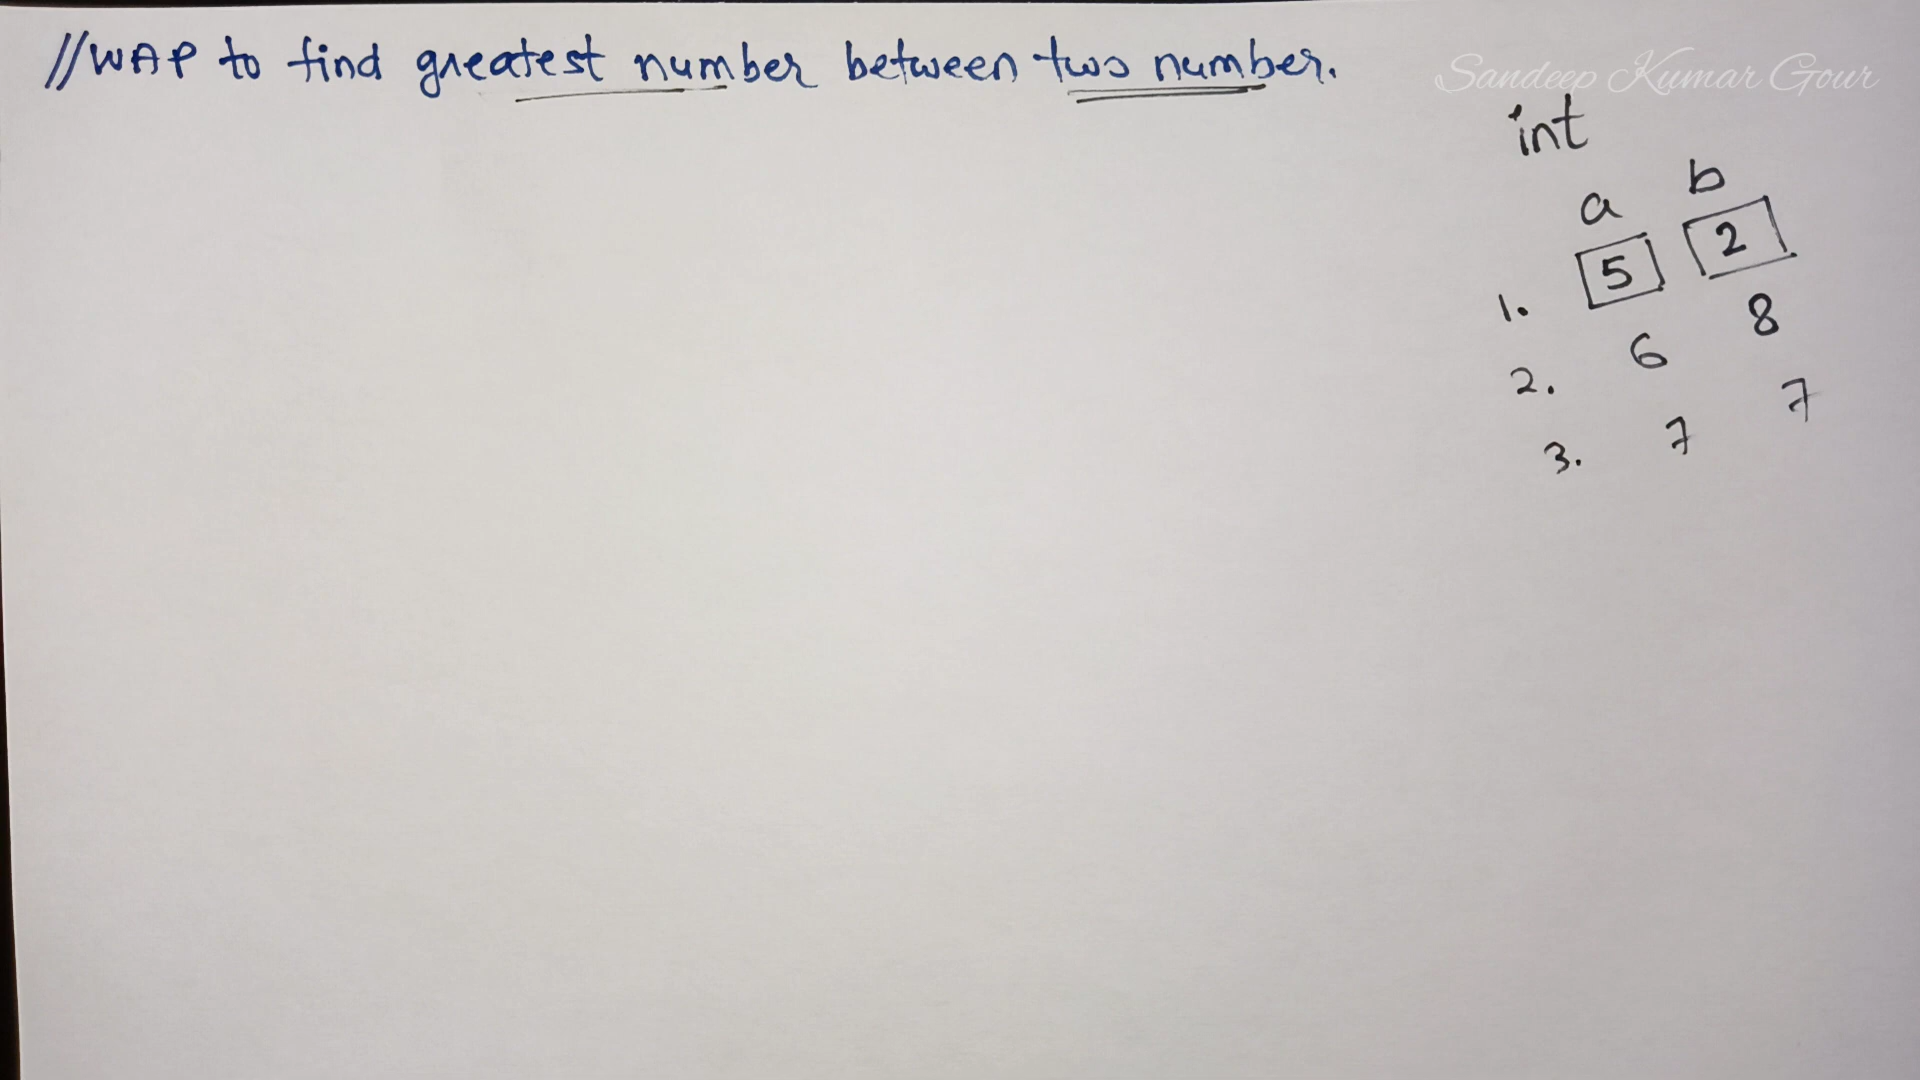 //WAP to find greatest number between two number.
Sandeep Kumar Gour
int
a b
1. 5 2
2. 6 8
3. 7 7